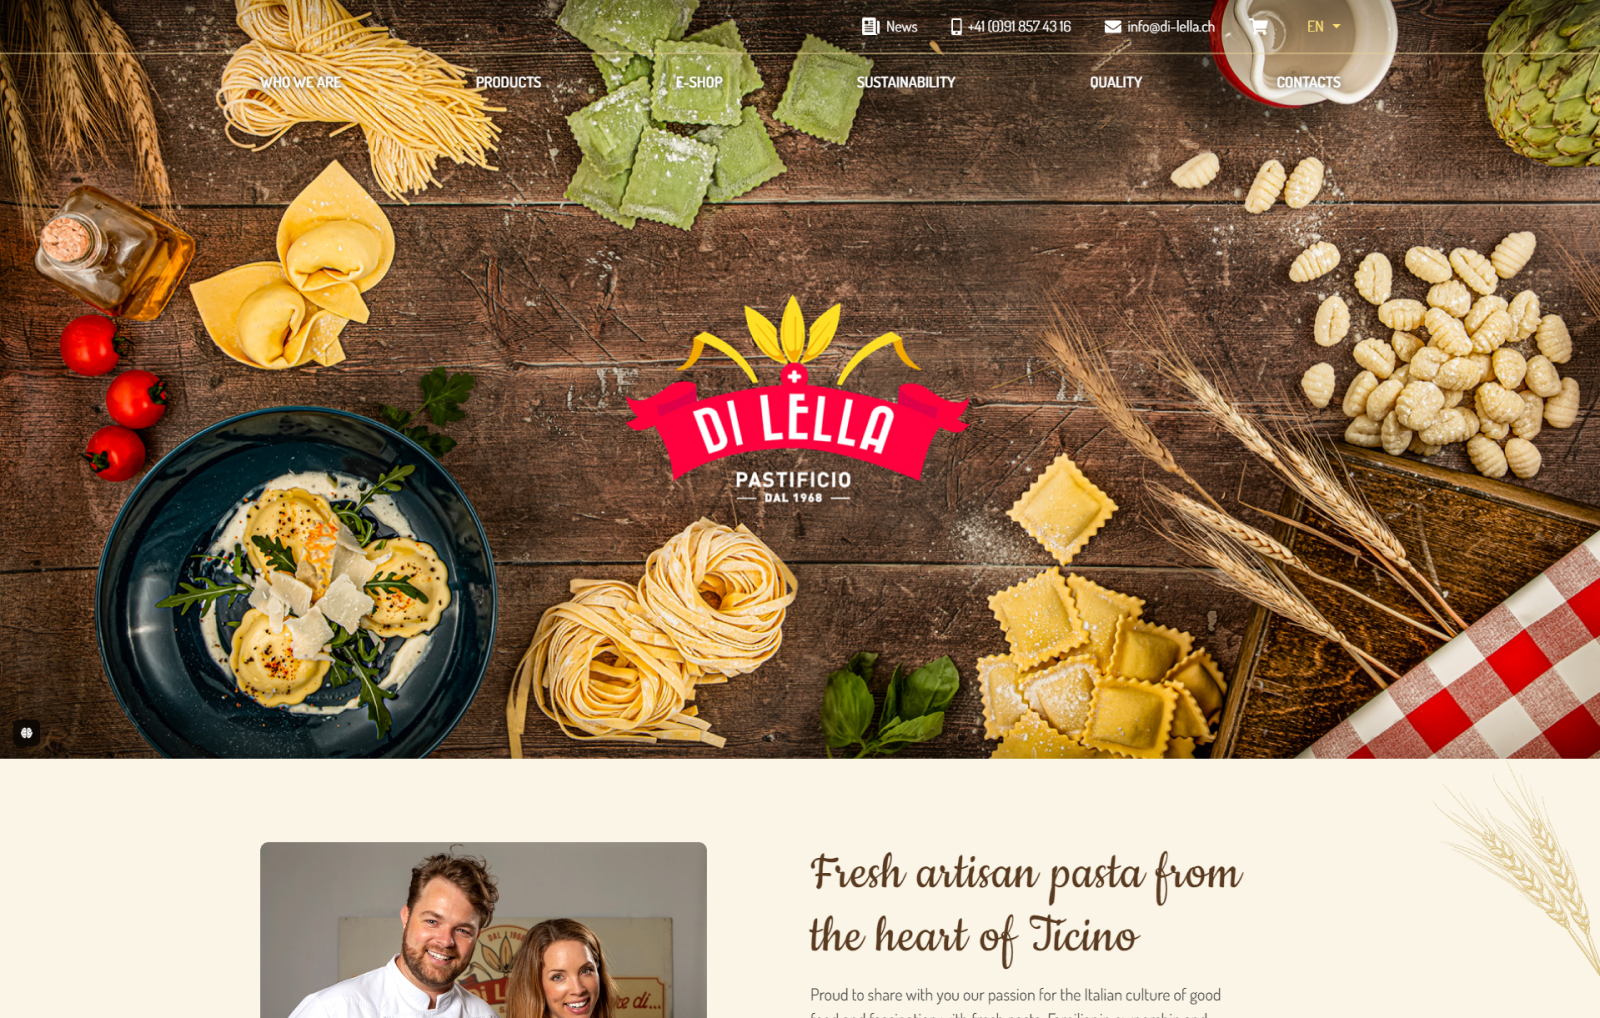 News
+41 (0)91 857 43 16
info@di-lella.ch
EN
WHO WE ARE
PRODUCTS
E-SHOP
SUSTAINABILITY
QUALITY
CONTACTS
DI LELLA
PASTIFICIO
DAL 1968
Fresh artisan pasta from
the heart of Ticino
DAL 1968
Proud to share with you our passion for the Italian culture of good